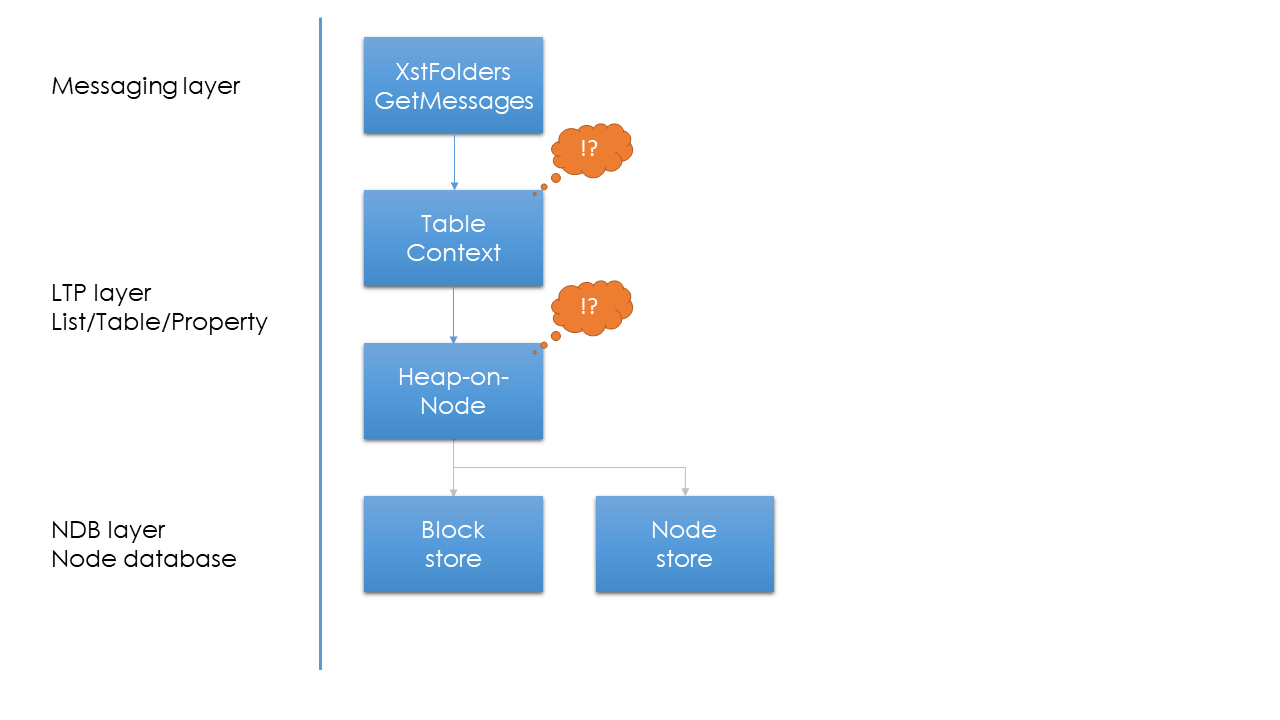 Messaging layer
XstFolders
GetMessages
!?
Table
Context
LTP layer
List/Table/Property
!?
Heap-on-
Node
NDB layer
Node database
Block
store
Node
store